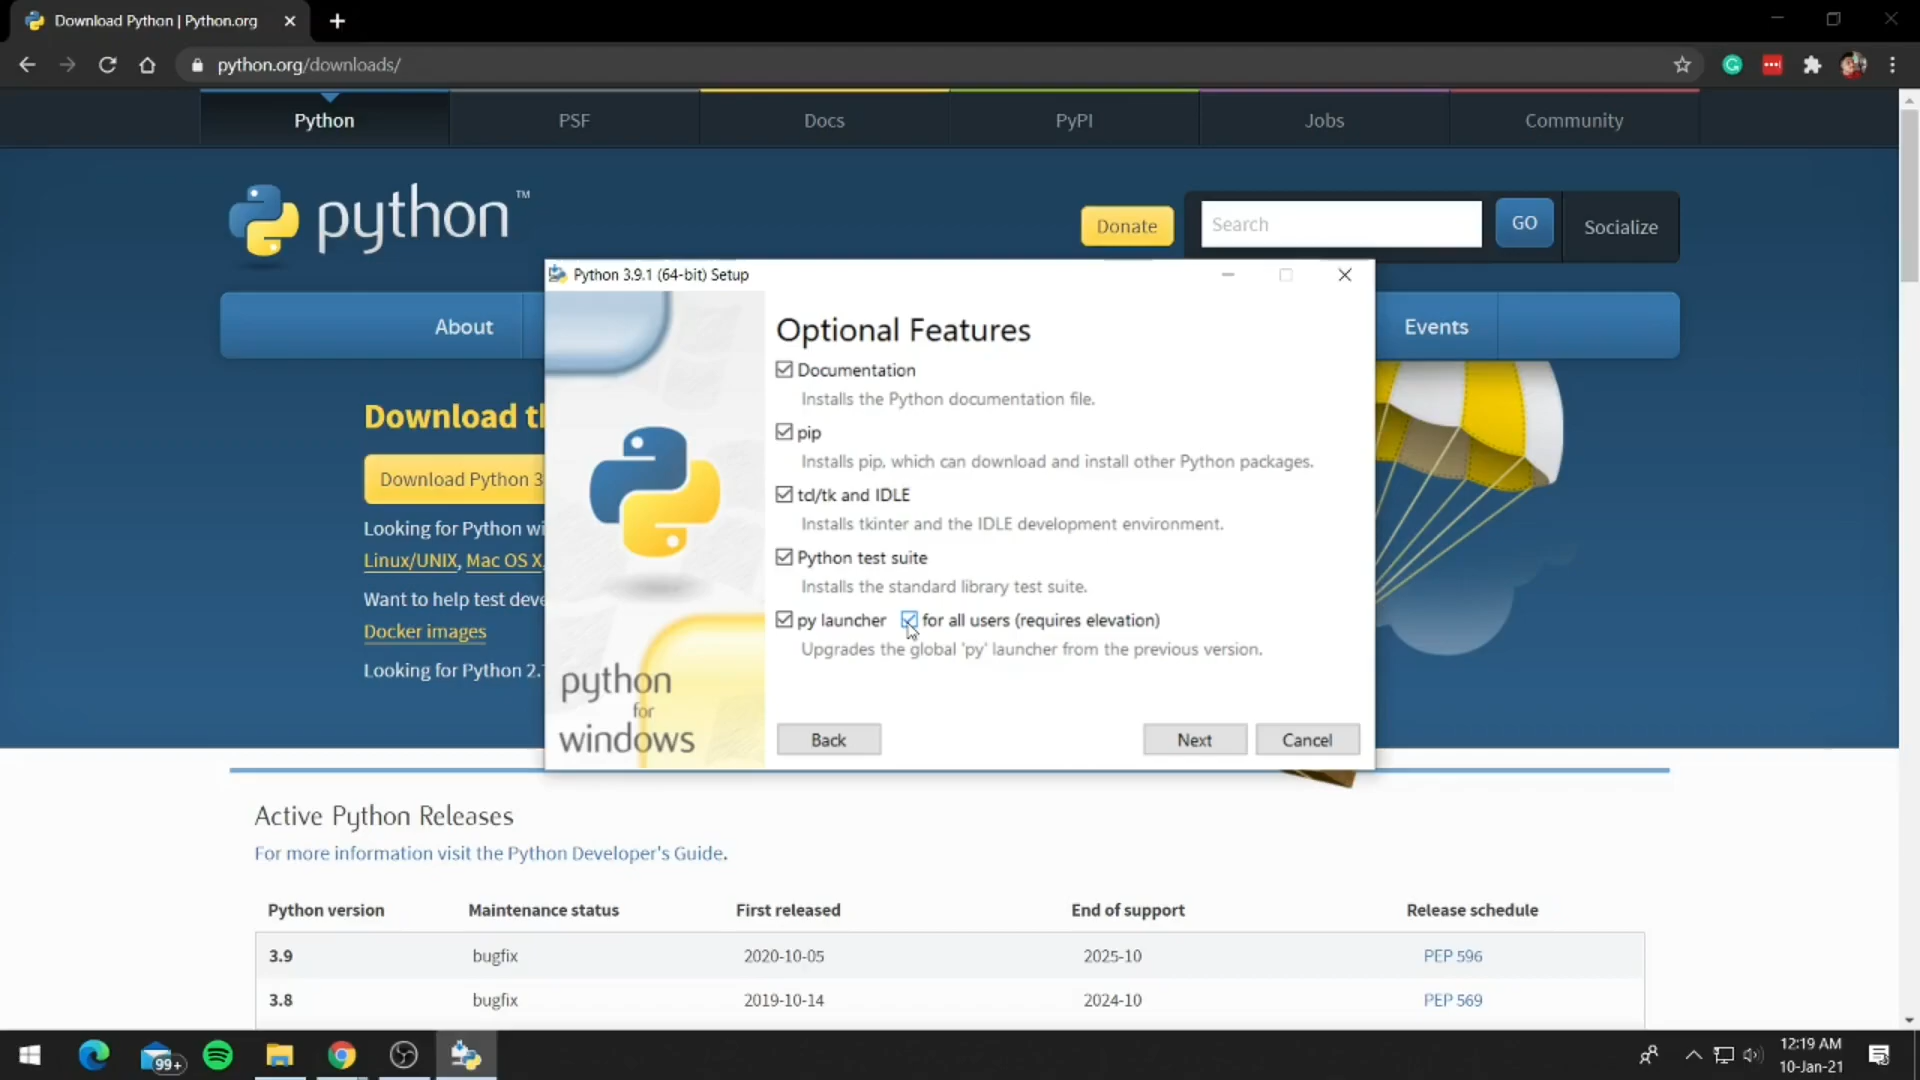 Download Python | Python.org
python.org/downloads/
Python
PSF
Docs
PyPI
Jobs
Community
python™
Donate
Search
GO
Socialize
About
Events
Download
Download Python 3
Looking for Python
Linux/UNIX, Mac OS X
Want to help test
Docker images
Looking for Python 2.
Python 3.9.1 (64-bit) Setup
Optional Features
Documentation
Installs the Python documentation file.
pip
Installs pip, which can download and install other Python packages.
tcl/tk and IDLE
Installs tkinter and the IDLE development environment.
Python test suite
Installs the standard library test suite.
py launcher for all users (requires elevation)
Upgrades the global 'py' launcher from the previous version.
python
for
windows
Back
Next
Cancel
Active Python Releases
For more information visit the Python Developer's Guide.
Python version Maintenance status First released End of support Release schedule
3.9 bugfix 2020-10-05 2025-10 PEP 596
3.8 bugfix 2019-10-14 2024-10 PEP 569
99+
12:19 AM
10-Jan-21